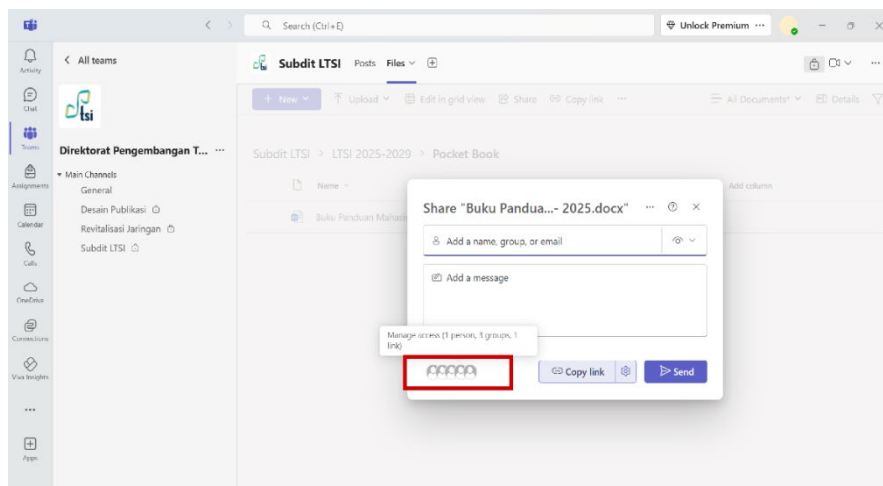 Search (Ctrl+E)
Unlock Premium ...
Activity
Chat
Teams
Assignments
Calendar
Calls
OneDrive
Connections
Viva Insights
...
Apps
All teams
ltsi
Direktorat Pengembangan T... ...
Main Channels
General
Desain Publikasi
Revitalisasi Jaringan
Subdit LTSI
Subdit LTSI Posts Files
+ New Upload Edit in grid view Share Copy link ... All Documents* Details
Subdit LTSI > LTSI 2025-2029 > Pocket Book
Name Add column
Buku Panduan
Share "Buku Pandua...- 2025.docx" ...
Add a name, group, or email
Add a message
Manage access (1 person, 3 groups, 1
link)
Copy link Send